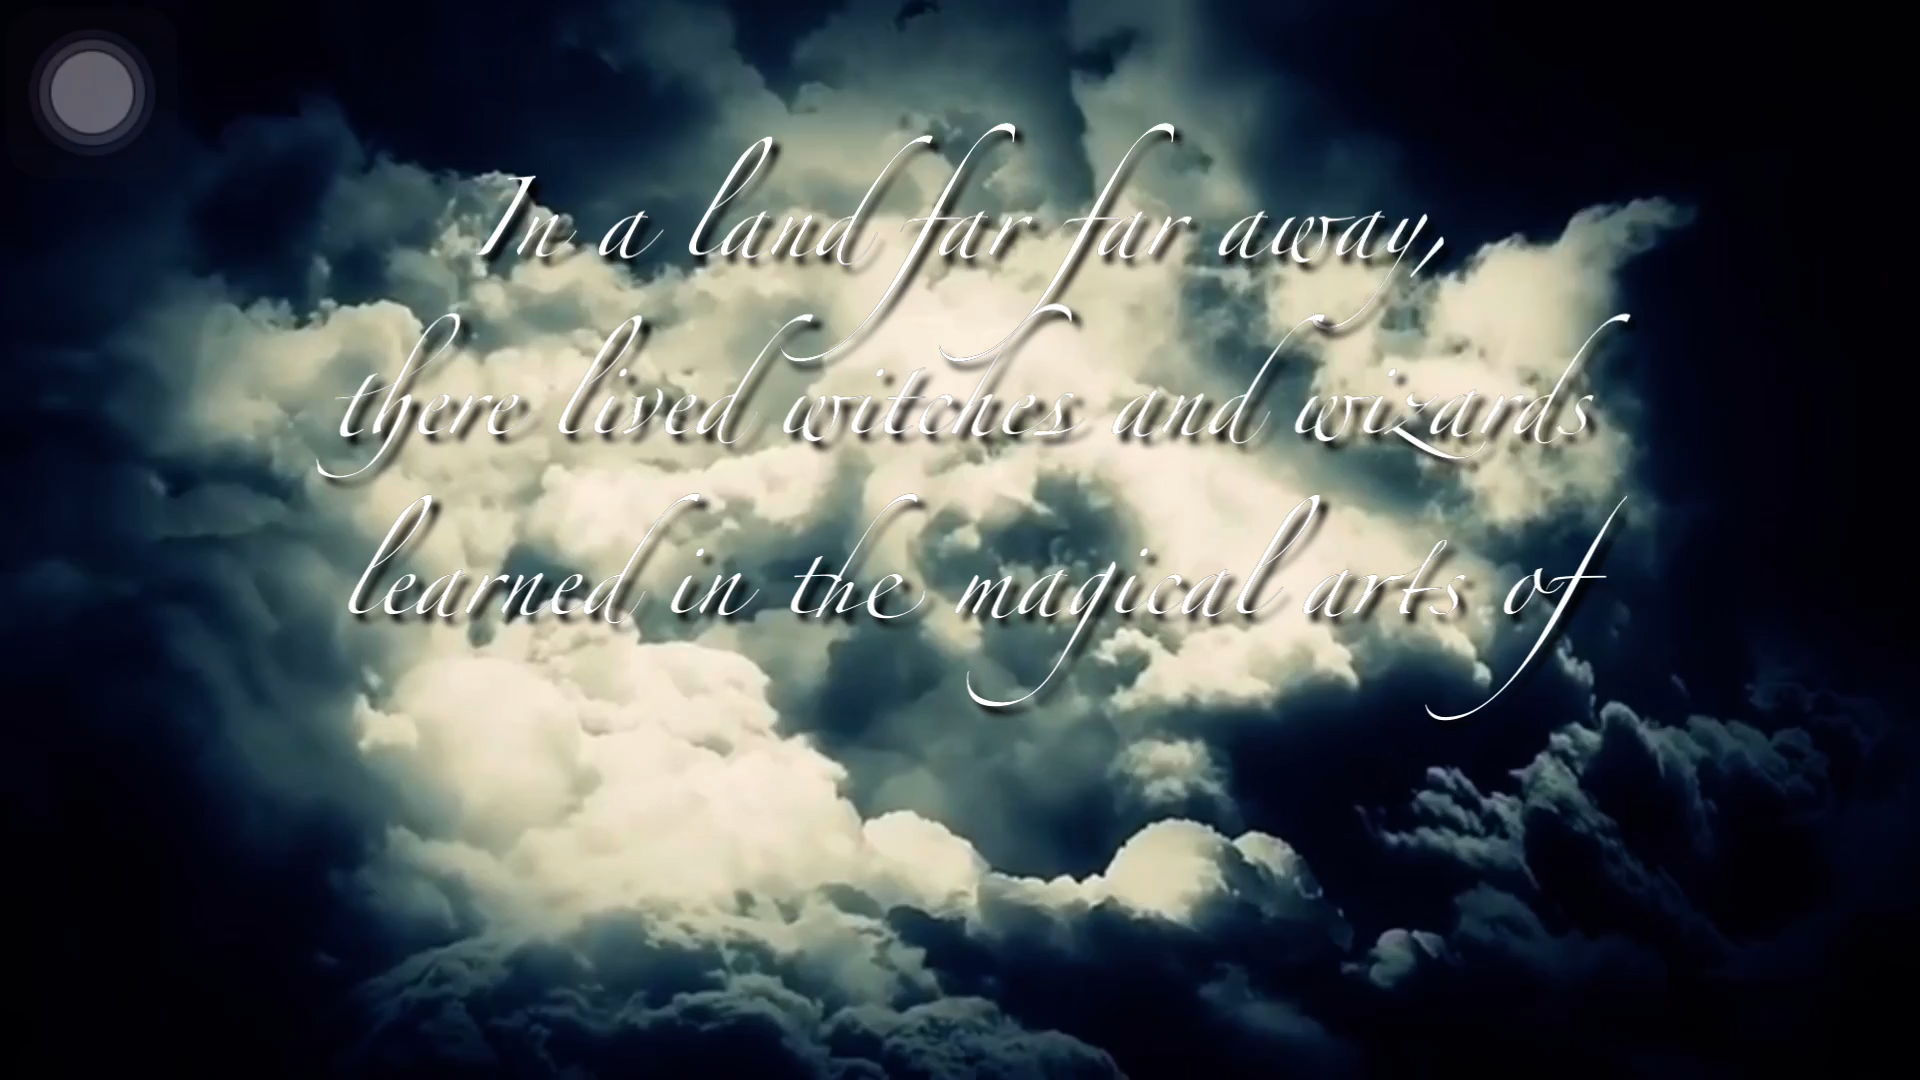 In a land far far away,
there lived witches and wizards
learned in the magical arts of